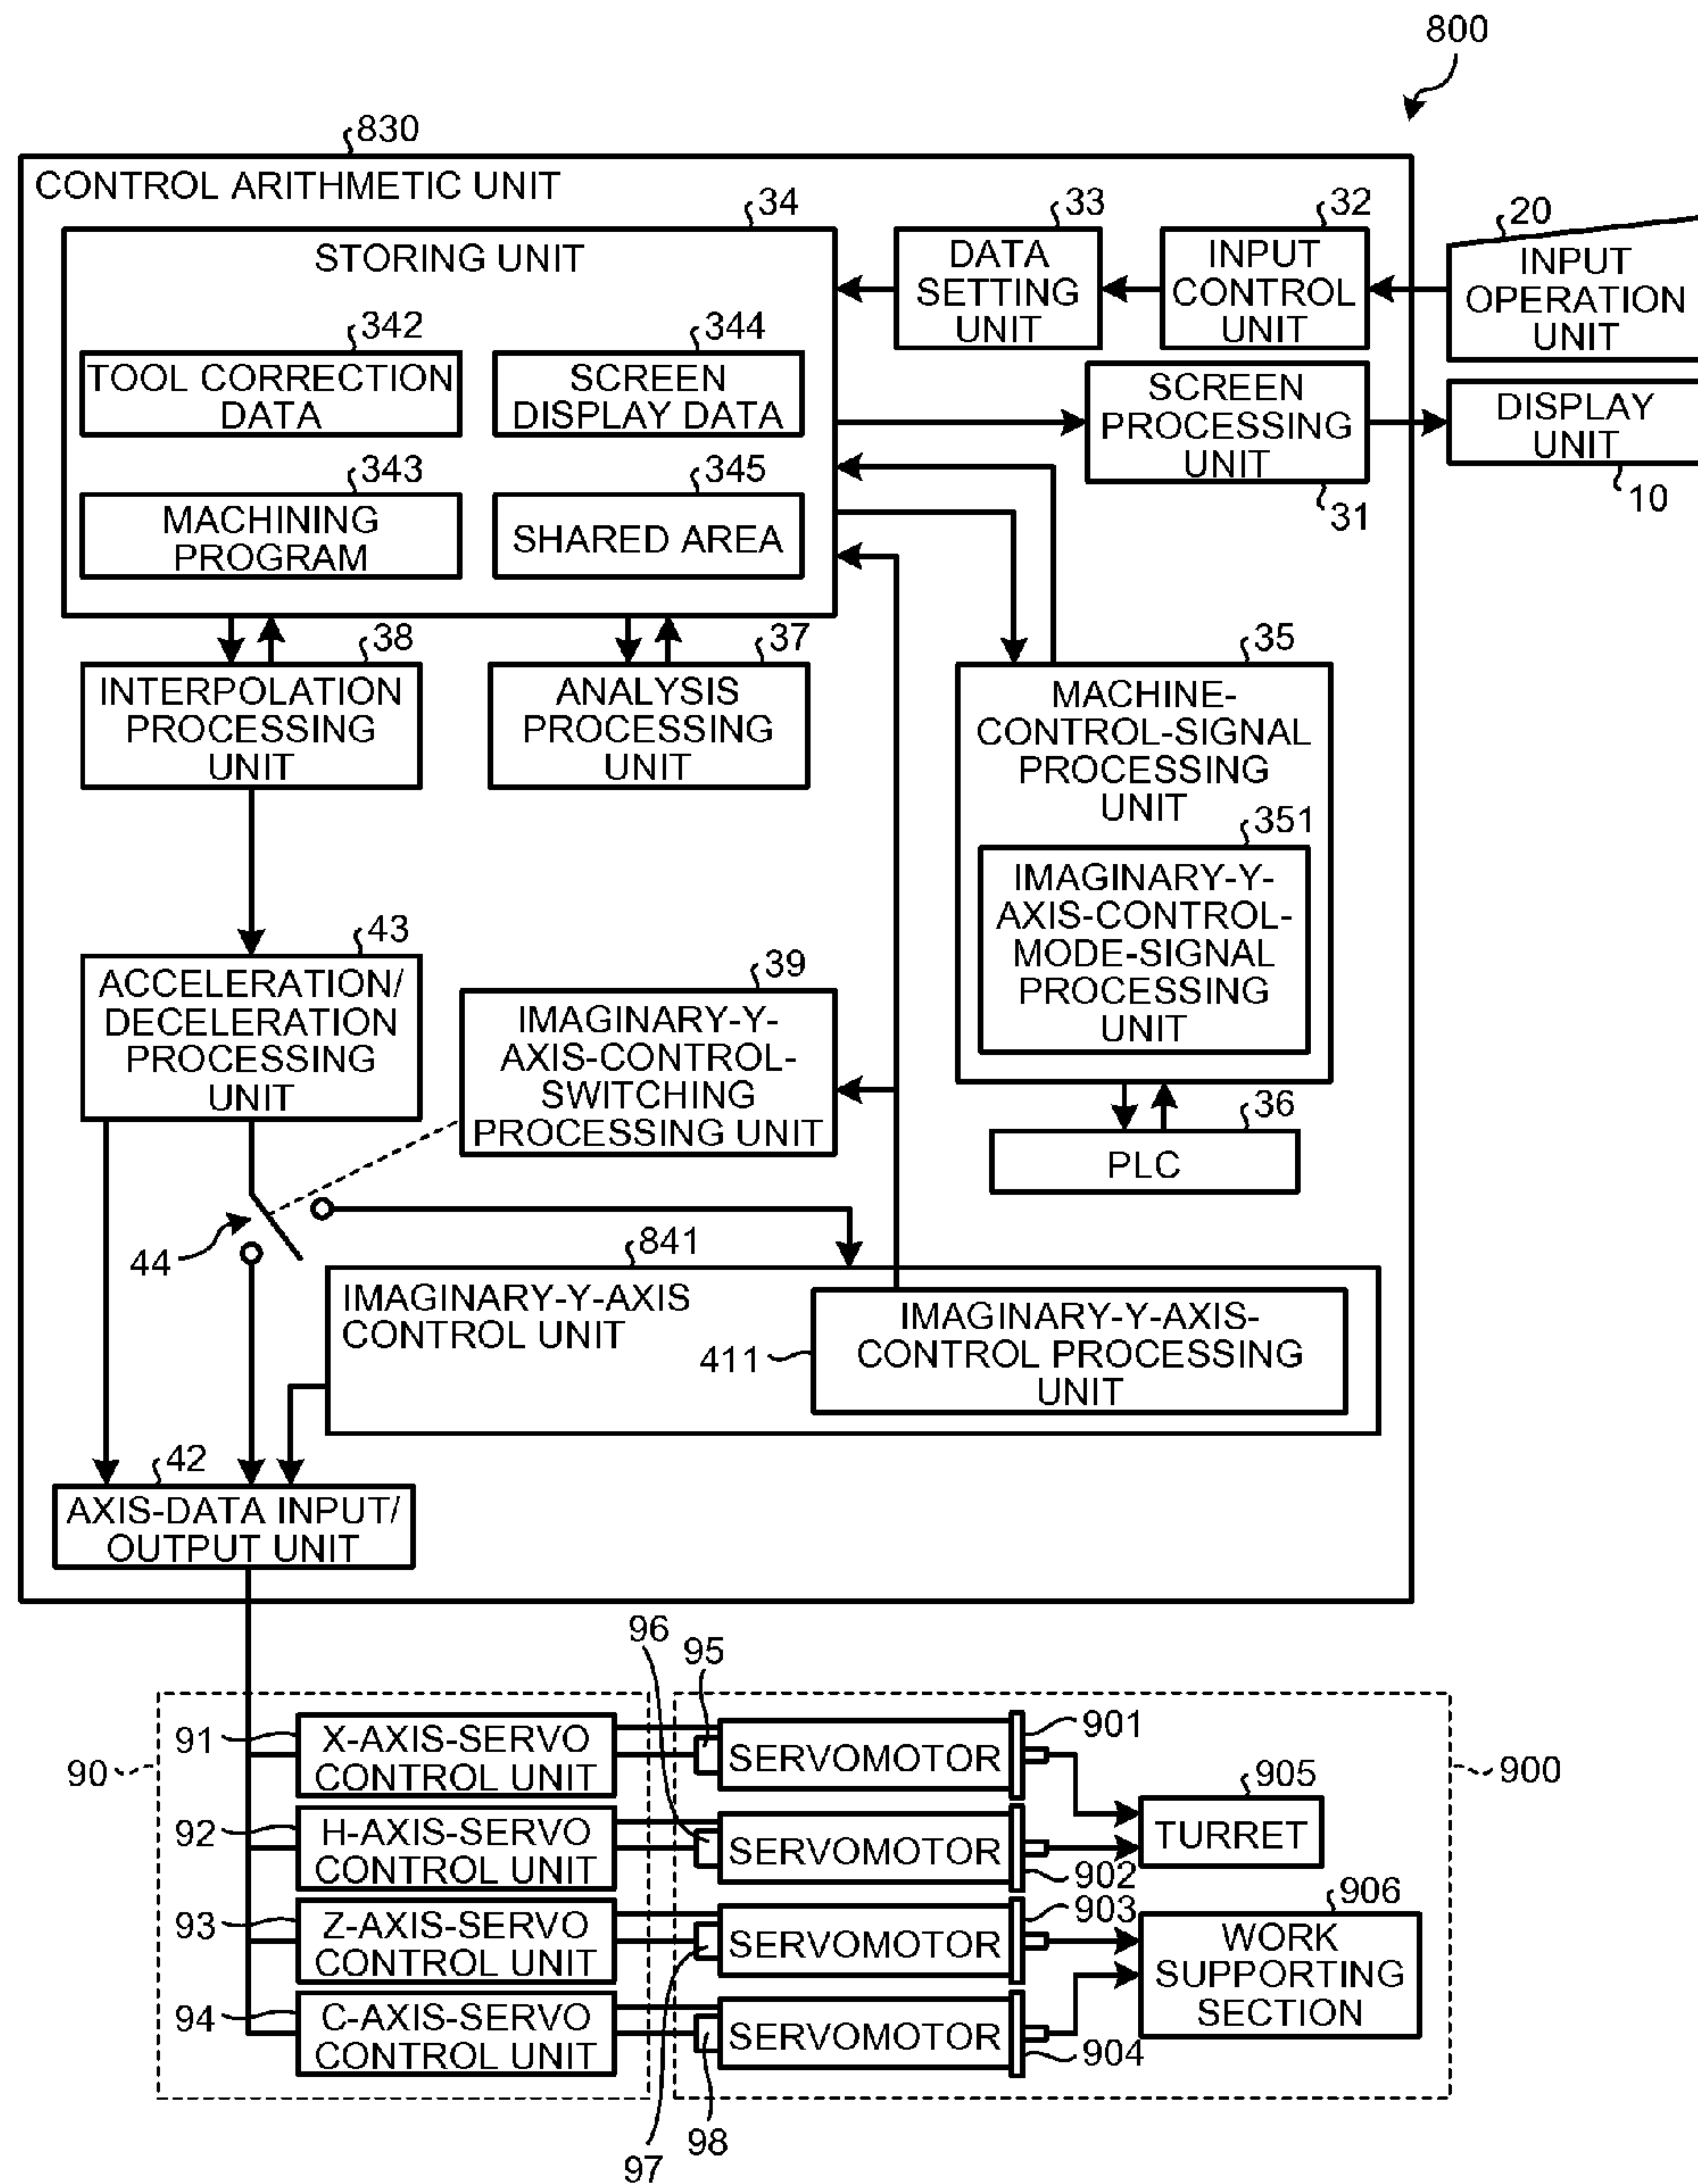 800
830
CONTROL ARITHMETIC UNIT
34
STORING UNIT
342
TOOL CORRECTION
DATA
344
SCREEN
DISPLAY DATA
343
MACHINING
PROGRAM
345
SHARED AREA
33
DATA
SETTING
UNIT
32
INPUT
CONTROL
UNIT
20
INPUT
OPERATION
UNIT
SCREEN
PROCESSING
UNIT
31
DISPLAY
UNIT
10
38
INTERPOLATION
PROCESSING
UNIT
37
ANALYSIS
PROCESSING
UNIT
35
MACHINE-
CONTROL-SIGNAL
PROCESSING
UNIT
351
IMAGINARY-Y-
AXIS-CONTROL-
MODE-SIGNAL
PROCESSING
UNIT
36
PLC
43
ACCELERATION/
DECELERATION
PROCESSING
UNIT
39
IMAGINARY-Y-
AXIS-CONTROL-
SWITCHING
PROCESSING UNIT
44
841
IMAGINARY-Y-AXIS
CONTROL UNIT
411
IMAGINARY-Y-AXIS-
CONTROL PROCESSING
UNIT
42
AXIS-DATA INPUT/
OUTPUT UNIT
90
91
X-AXIS-SERVO
CONTROL UNIT
92
H-AXIS-SERVO
CONTROL UNIT
93
Z-AXIS-SERVO
CONTROL UNIT
94
C-AXIS-SERVO
CONTROL UNIT
96
95
SERVOMOTOR
901
SERVOMOTOR
902
903
SERVOMOTOR
SERVOMOTOR
904
97
98
905
TURRET
906
WORK
SUPPORTING
SECTION
900